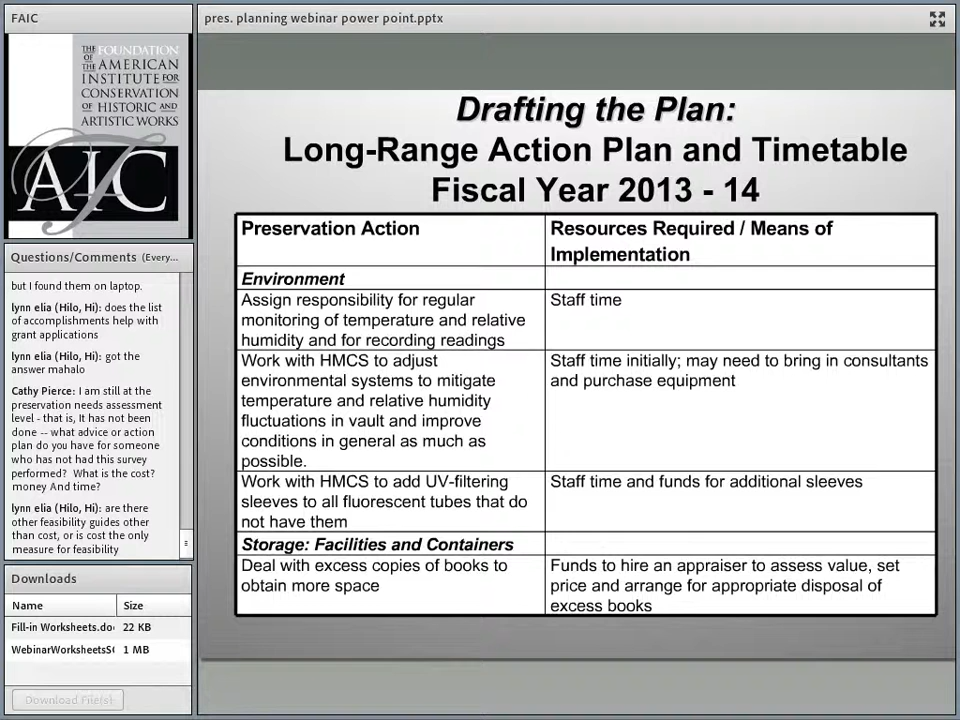 FAIC
THE FOUNDATION
OF THE AMERICAN
INSTITUTE FOR
CONSERVATION
OF HISTORIC AND
ARTISTIC WORKS
AIC
Questions/Comments (Every...
but I found them on laptop.
lynn elia (Hilo, Hi): does the list
of accomplishments help with
grant applications
lynn elia (Hilo, Hi): got the
answer mahalo
Cathy Pierce: I am still at the
preservation needs assessment
level - that is, It has not been
done -- what advice or action
plan do you have for someone
who has not had this survey
performed? What is the cost?
money And time?
lynn elia (Hilo, Hi): are there
other feasibility guides other
than cost, or is cost the only
measure for feasibility
Downloads
Name Size
Fill-in Worksheets.do 22 KB
WebinarWorksheetsS 1 MB
Download File(s)
pres. planning webinar power point.pptx
Drafting the Plan:
Long-Range Action Plan and Timetable
Fiscal Year 2013 - 14
Preservation Action
Resources Required / Means of
Implementation
Environment
Assign responsibility for regular
monitoring of temperature and relative
humidity and for recording readings
Staff time
Work with HMCS to adjust
environmental systems to mitigate
temperature and relative humidity
fluctuations in vault and improve
conditions in general as much as
possible.
Staff time initially; may need to bring in consultants
and purchase equipment
Work with HMCS to add UV-filtering
sleeves to all fluorescent tubes that do
not have them
Staff time and funds for additional sleeves
Storage: Facilities and Containers
Deal with excess copies of books to
obtain more space
Funds to hire an appraiser to assess value, set
price and arrange for appropriate disposal of
excess books